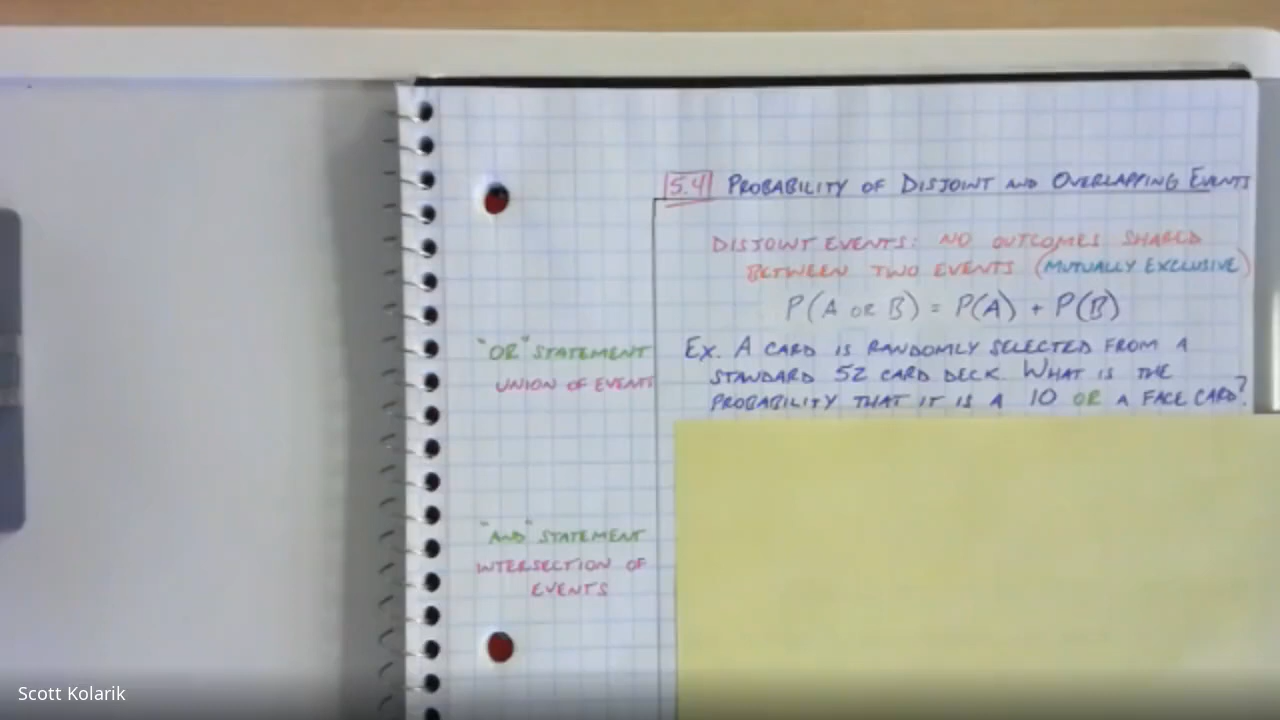 5.4 PROBABILITY OF DISJOINT AND OVERLAPPING EVENTS
DISJOINT EVENTS: NO OUTCOMES SHARED
BETWEEN TWO EVENTS (MUTUALLY EXCLUSIVE)
P(A OR B) = P(A) + P(B)
"OR" STATEMENT
UNION OF EVENTS
EX. A CARD IS RANDOMLY SELECTED FROM A
STANDARD 52 CARD DECK. WHAT IS THE
PROBABILITY THAT IT IS A 10 OR A FACE CARD?
"AND" STATEMENT
INTERSECTION OF
EVENTS
Scott Kolarik